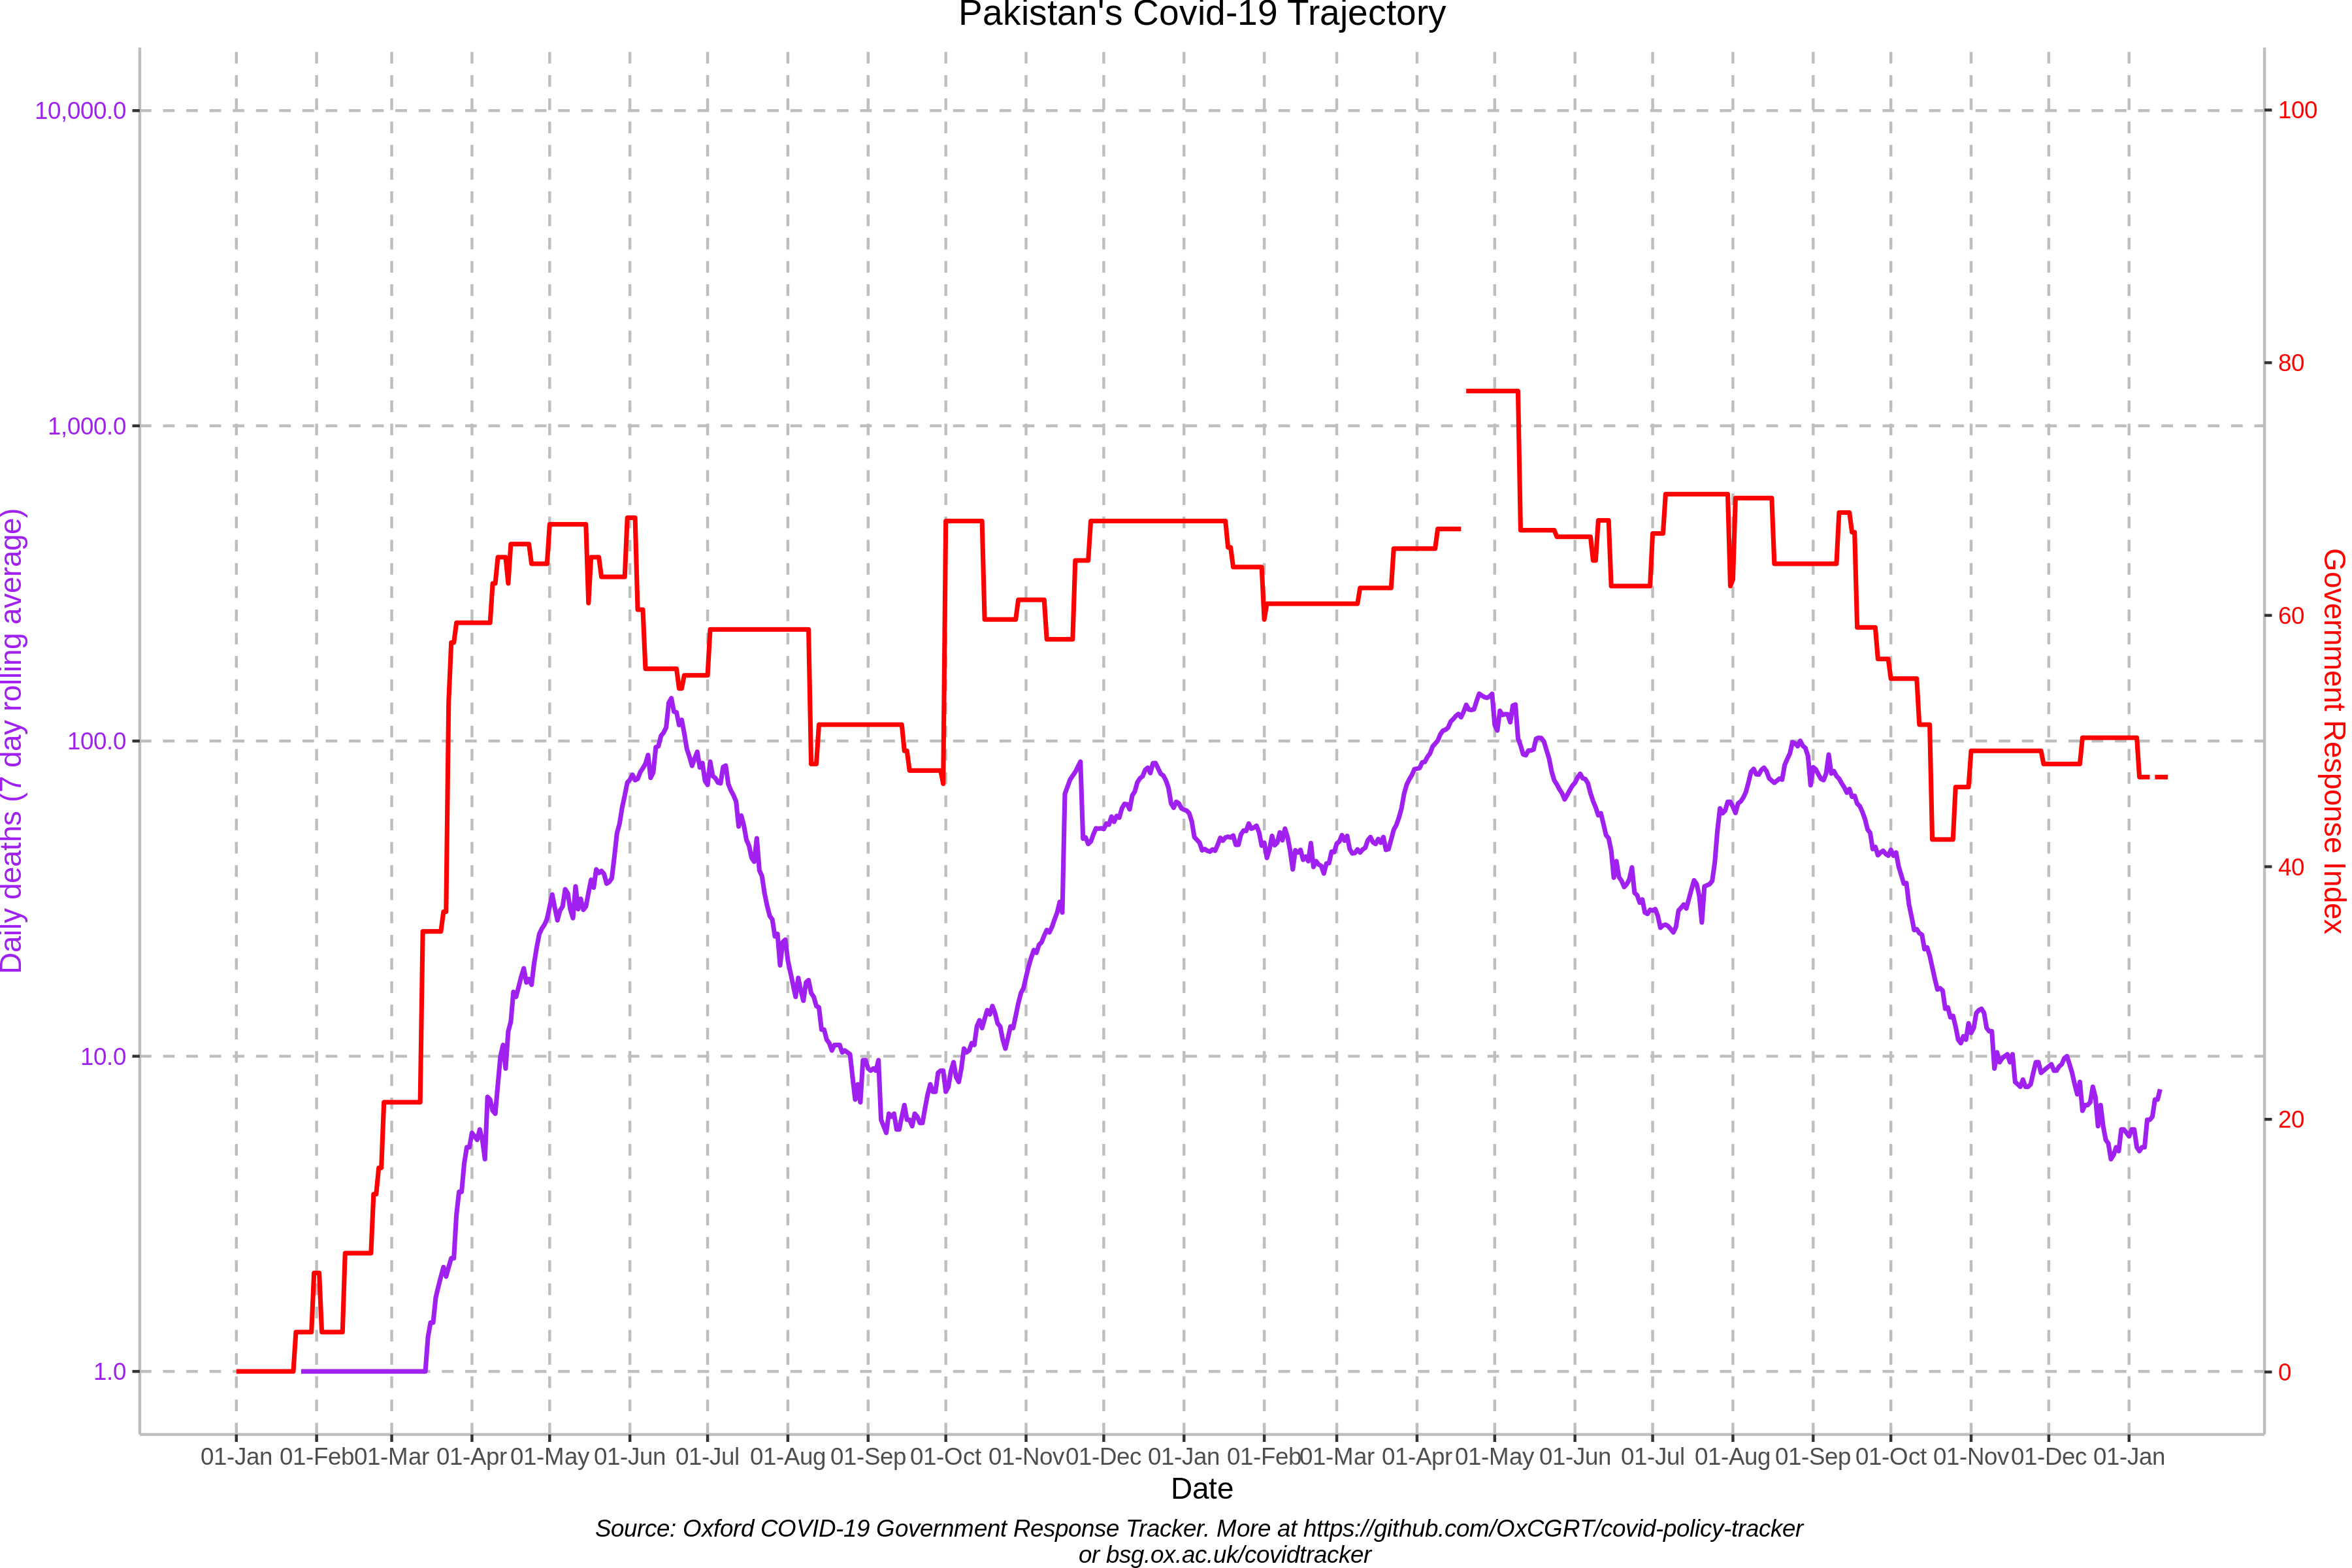 Pakistan's Covid-19 Trajectory
10,000.0
1,000.0
100.0
10.0
1.0
Daily deaths (7 day rolling average)
100
80
60
40
20
0
Government Response Index
01-Jan 01-Feb 01-Mar 01-Apr 01-May 01-Jun 01-Jul 01-Aug 01-Sep 01-Oct 01-Nov 01-Dec 01-Jan 01-Feb 01-Mar 01-Apr 01-May 01-Jun 01-Jul 01-Aug 01-Sep 01-Oct 01-Nov 01-Dec 01-Jan
Date
Source: Oxford COVID-19 Government Response Tracker. More at https://github.com/OxCGRT/covid-policy-tracker
or bsg.ox.ac.uk/covidtracker